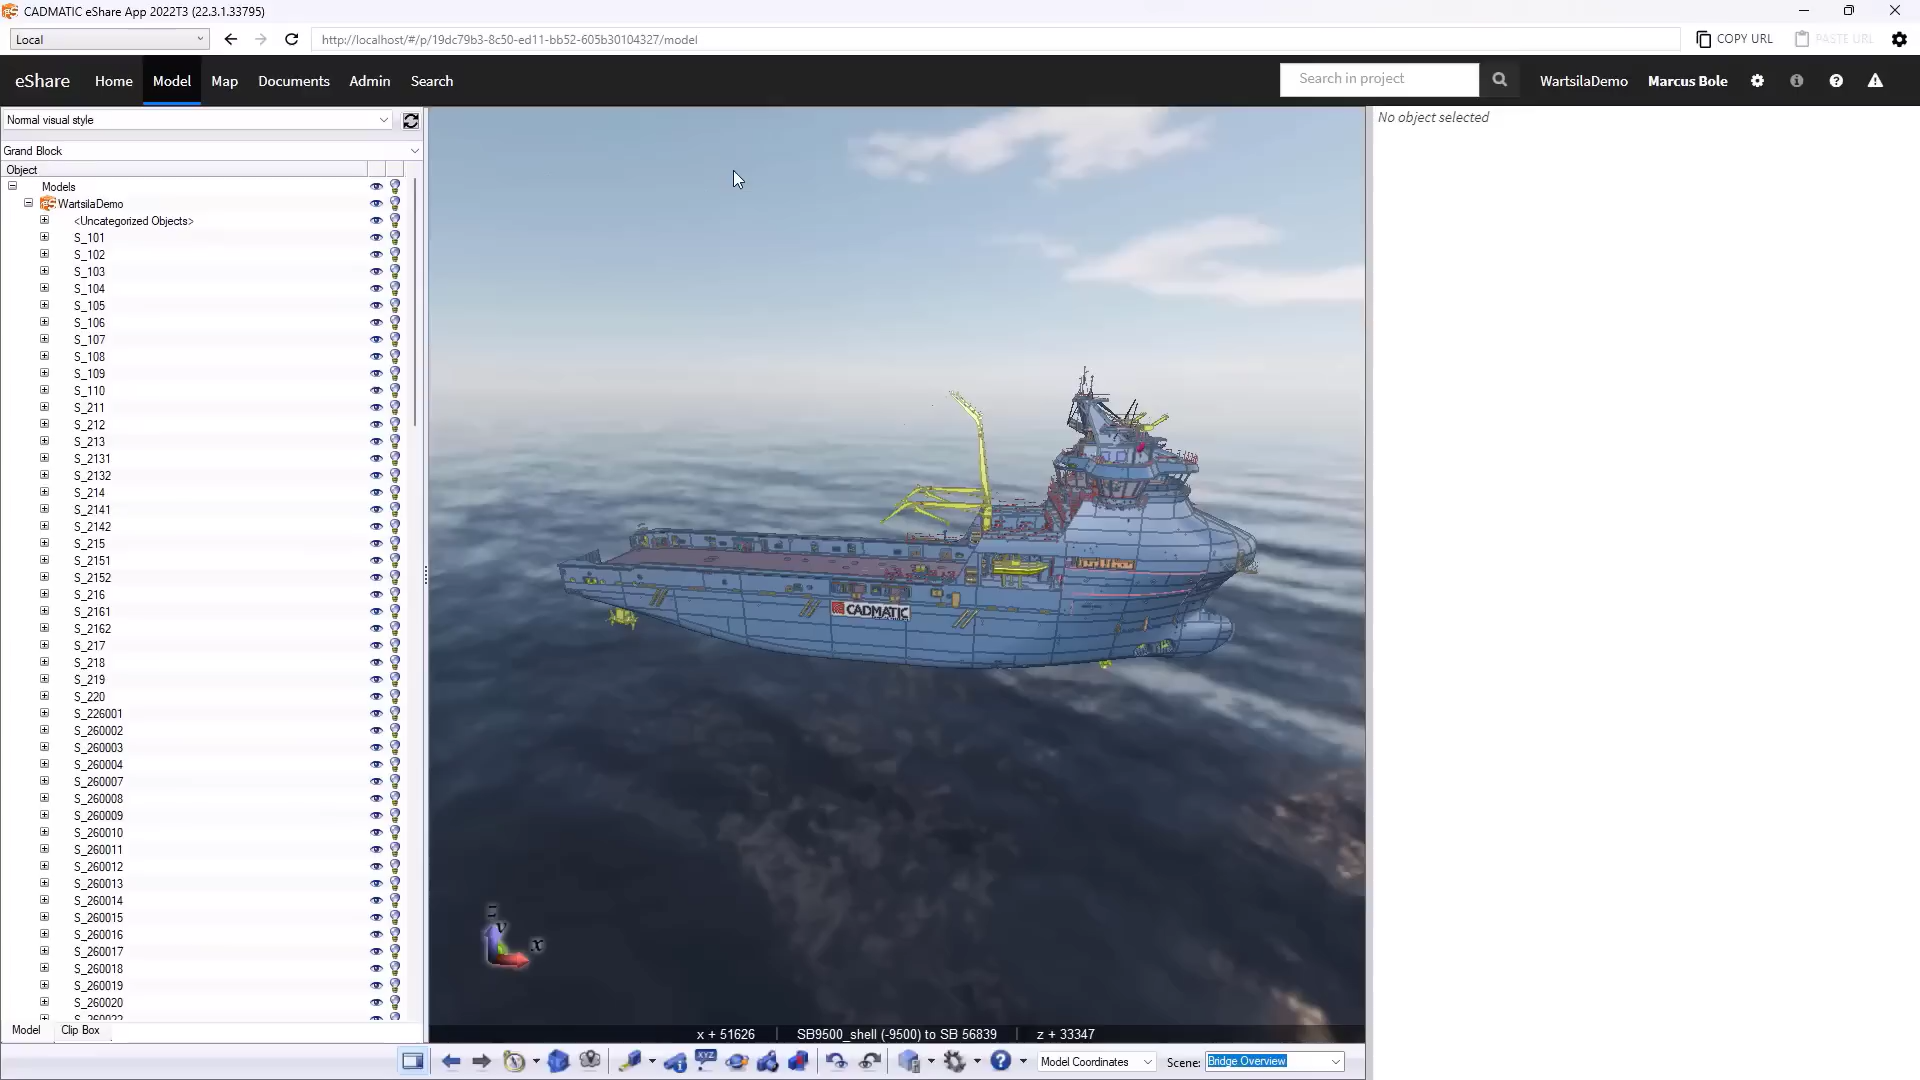 CADMATIC eShare App 2022T3 (22.3.1.33795)
Local
http://localhost/#/p/19dc79b3-8c50-ed11-bb52-605b30104327/model
COPY URL
PASTE URL
eShare
Home
Model
Map
Documents
Admin
Search
Search in project
WartsilaDemo
Marcus Bole
Normal visual style
Grand Block
Object
Models
WartsilaDemo
<Uncategorized Objects>
S_101
S_102
S_103
S_104
S_105
S_106
S_107
S_108
S_109
S_110
S_211
S_212
S_213
S_2131
S_2132
S_214
S_2141
S_2142
S_215
S_2151
S_2152
S_216
S_2161
S_2162
S_217
S_218
S_219
S_220
S_226001
S_260002
S_260003
S_260004
S_260007
S_260008
S_260009
S_260010
S_260011
S_260012
S_260013
S_260014
S_260015
S_260016
S_260017
S_260018
S_260019
S_260020
Model
Clip Box
No object selected
CADMATIC
x
x + 51626
SB9500_shell (-9500) to SB 56839
z + 33347
XYZ
Model Coordinates
Scene:
Bridge Overview